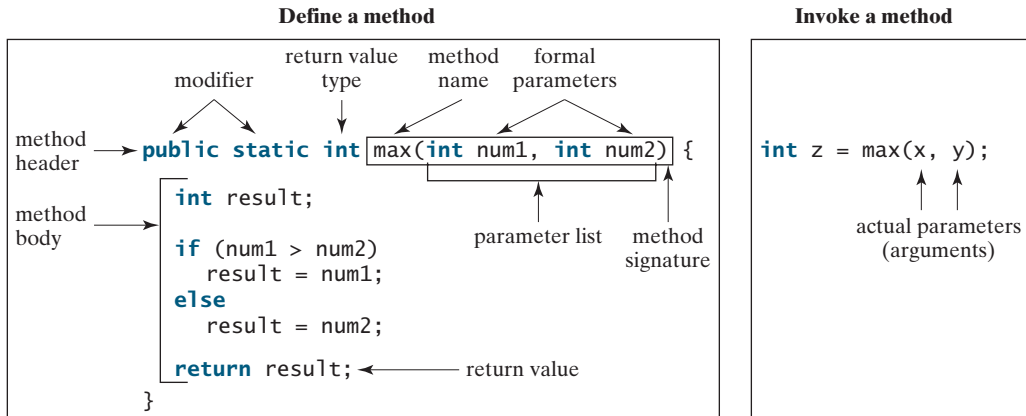 Define a method
Invoke a method
modifier
return value
type
method
name
formal
parameters
method
header
public static int max(int num1, int num2) {
method
body
int result;
parameter list
method
signature
if (num1 > num2)
result = num1;
else
result = num2;
return result;
return value
}
int z = max(x, y);
actual parameters
(arguments)